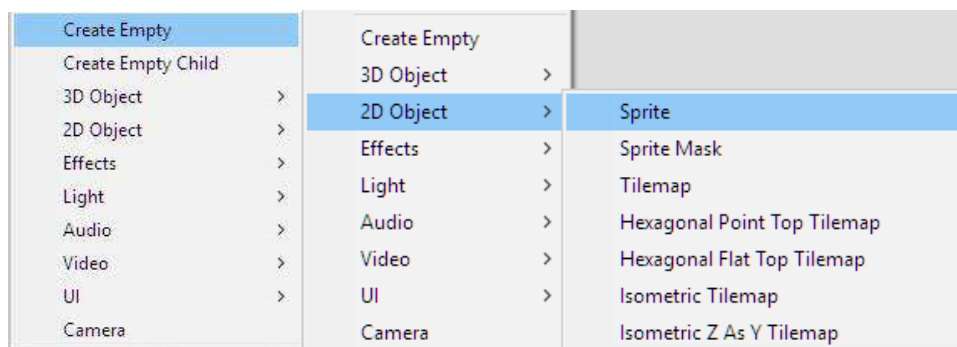 Create Empty
Create Empty Child
3D Object
2D Object
Effects
Light
Audio
Video
UI
Camera
Create Empty
3D Object
2D Object
Effects
Light
Audio
Video
UI
Camera
Sprite
Sprite Mask
Tilemap
Hexagonal Point Top Tilemap
Hexagonal Flat Top Tilemap
Isometric Tilemap
Isometric Z As Y Tilemap